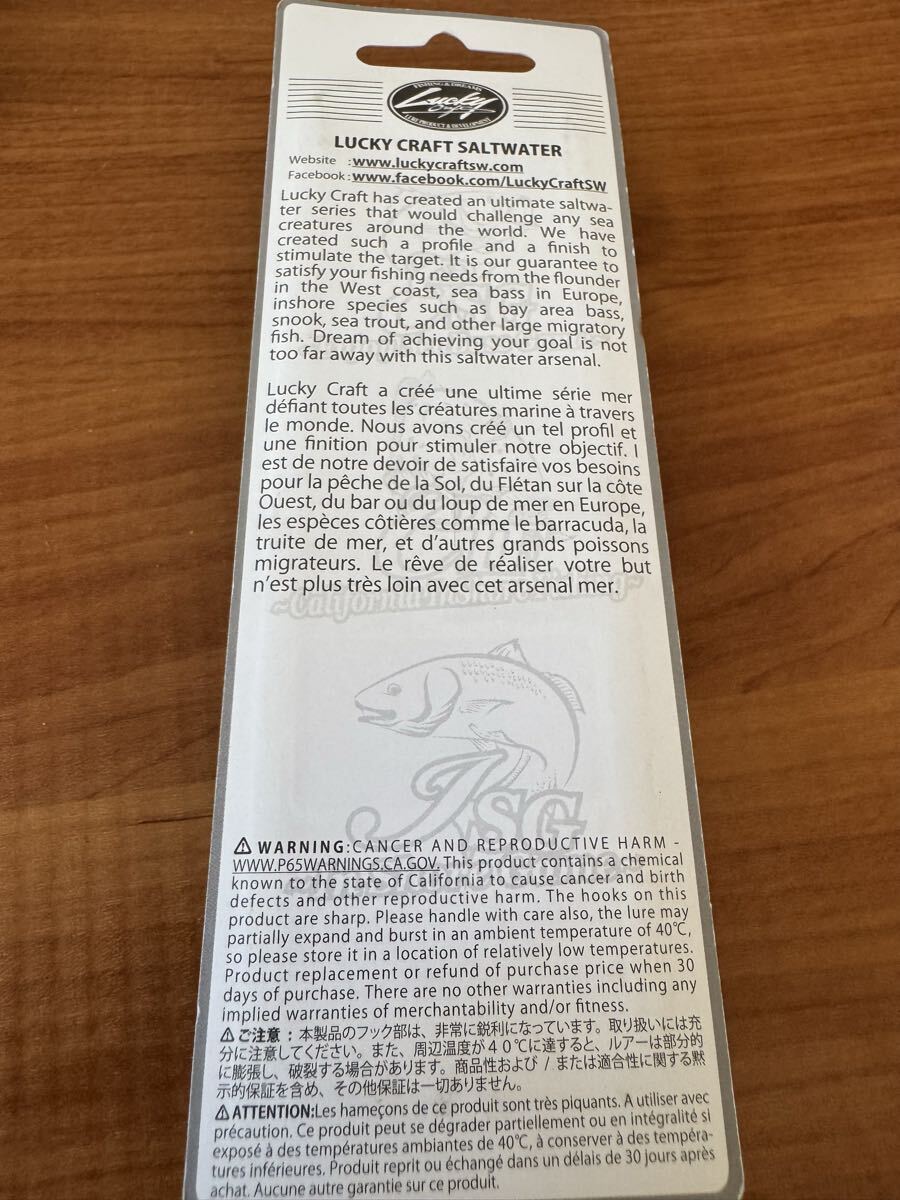 FISHING & DREAMS
Lucky Craft
LURE PRODUCT & DEVELOPMENT
LUCKY CRAFT SALTWATER
Website :www.luckycraftsw.com
Facebook:www.facebook.com/LuckyCraftSW
Lucky Craft has created an ultimate saltwa-
ter series that would challenge any sea
creatures around the world. We have
created such a profile and a finish to
stimulate the target. It is our guarantee to
satisfy your fishing needs from the flounder
in the West coast, sea bass in Europe,
inshore species such as bay area bass,
snook, sea trout, and other large migratory
fish. Dream of achieving your goal is not
too far away with this saltwater arsenal.
Lucky Craft a créé une ultime série mer
défiant toutes les créatures marine à travers
le monde. Nous avons créé un tel profil et
une finition pour stimuler notre objectif. I
est de notre devoir de satisfaire vos besoins
pour la pêche de la Sol, du Flétan sur la côte
Ouest, du bar ou du loup de mer en Europe,
les espèces côtières comme le barracuda, la
truite de mer, et d'autres grands poissons
migrateurs. Le rêve de réaliser votre but
n'est plus très loin avec cet arsenal mer.
~California Inshore Fishing~
SG
⚠ WARNING:CANCER AND REPRODUCTIVE HARM -
WWW.P65WARNINGS.CA.GOV. This product contains a chemical
known to the state of California to cause cancer and birth
defects and other reproductive harm. The hooks on this
product are sharp. Please handle with care also, the lure may
partially expand and burst in an ambient temperature of 40℃,
so please store it in a location of relatively low temperatures.
Product replacement or refund of purchase price when 30
days of purchase. There are no other warranties including any
implied warranties of merchantability and/or fitness.
⚠ご注意：本製品のフック部は、非常に鋭利になっています。取り扱いには充
分に注意してください。また、周辺温度が４０℃に達すると、ルアーは部分的
に膨張し、破裂する場合があります。商品性および / または適合性に関する黙
示的保証を含め、その他保証は一切ありません。
⚠ATTENTION:Les hameçons de ce produit sont très piquants. A utiliser avec
précaution. Ce produit peut se dégrader partiellement ou en intégralité si
exposé à des températures ambiantes de 40℃, à conserver à des tempéra-
tures inférieures. Produit reprit ou échangé dans un délais de 30 jours après
achat. Aucune autre garantie sur ce produit.